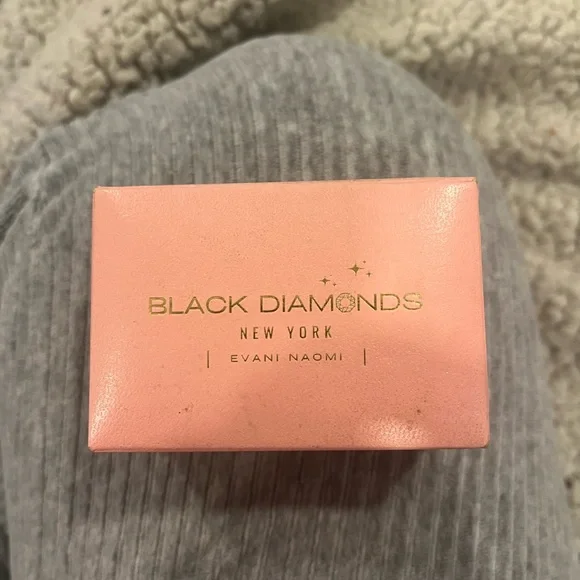 BLACK DIAMONDS
NEW YORK
| EVANI NAOMI |